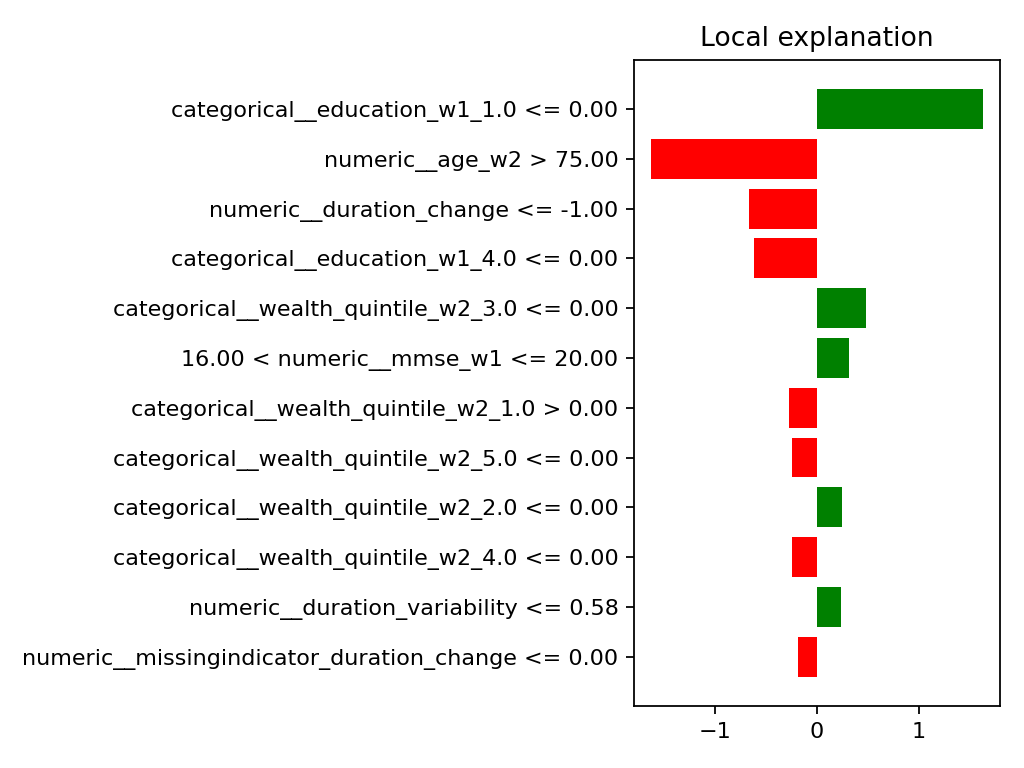 Local explanation
categorical__education_w1_1.0 <= 0.00
numeric__age_w2 > 75.00
numeric__duration_change <= -1.00
categorical__education_w1_4.0 <= 0.00
categorical__wealth_quintile_w2_3.0 <= 0.00
16.00 < numeric__mmse_w1 <= 20.00
categorical__wealth_quintile_w2_1.0 > 0.00
categorical__wealth_quintile_w2_5.0 <= 0.00
categorical__wealth_quintile_w2_2.0 <= 0.00
categorical__wealth_quintile_w2_4.0 <= 0.00
numeric__duration_variability <= 0.58
numeric__missingindicator_duration_change <= 0.00
−1 0 1